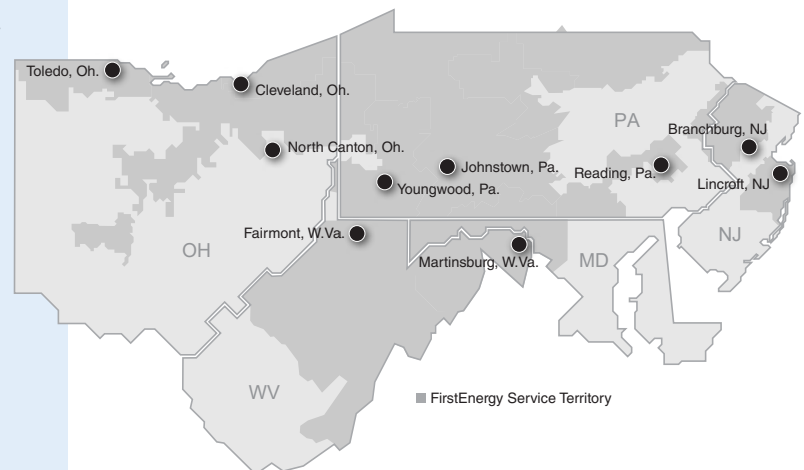 Toledo, Oh.
Cleveland, Oh.
PA
Branchburg, NJ
North Canton, Oh.
Johnstown, Pa.
Reading, Pa.
Youngwood, Pa.
Lincroft, NJ
Fairmont, W.Va.
NJ
OH
Martinsburg, W.Va.
MD
WV
FirstEnergy Service Territory